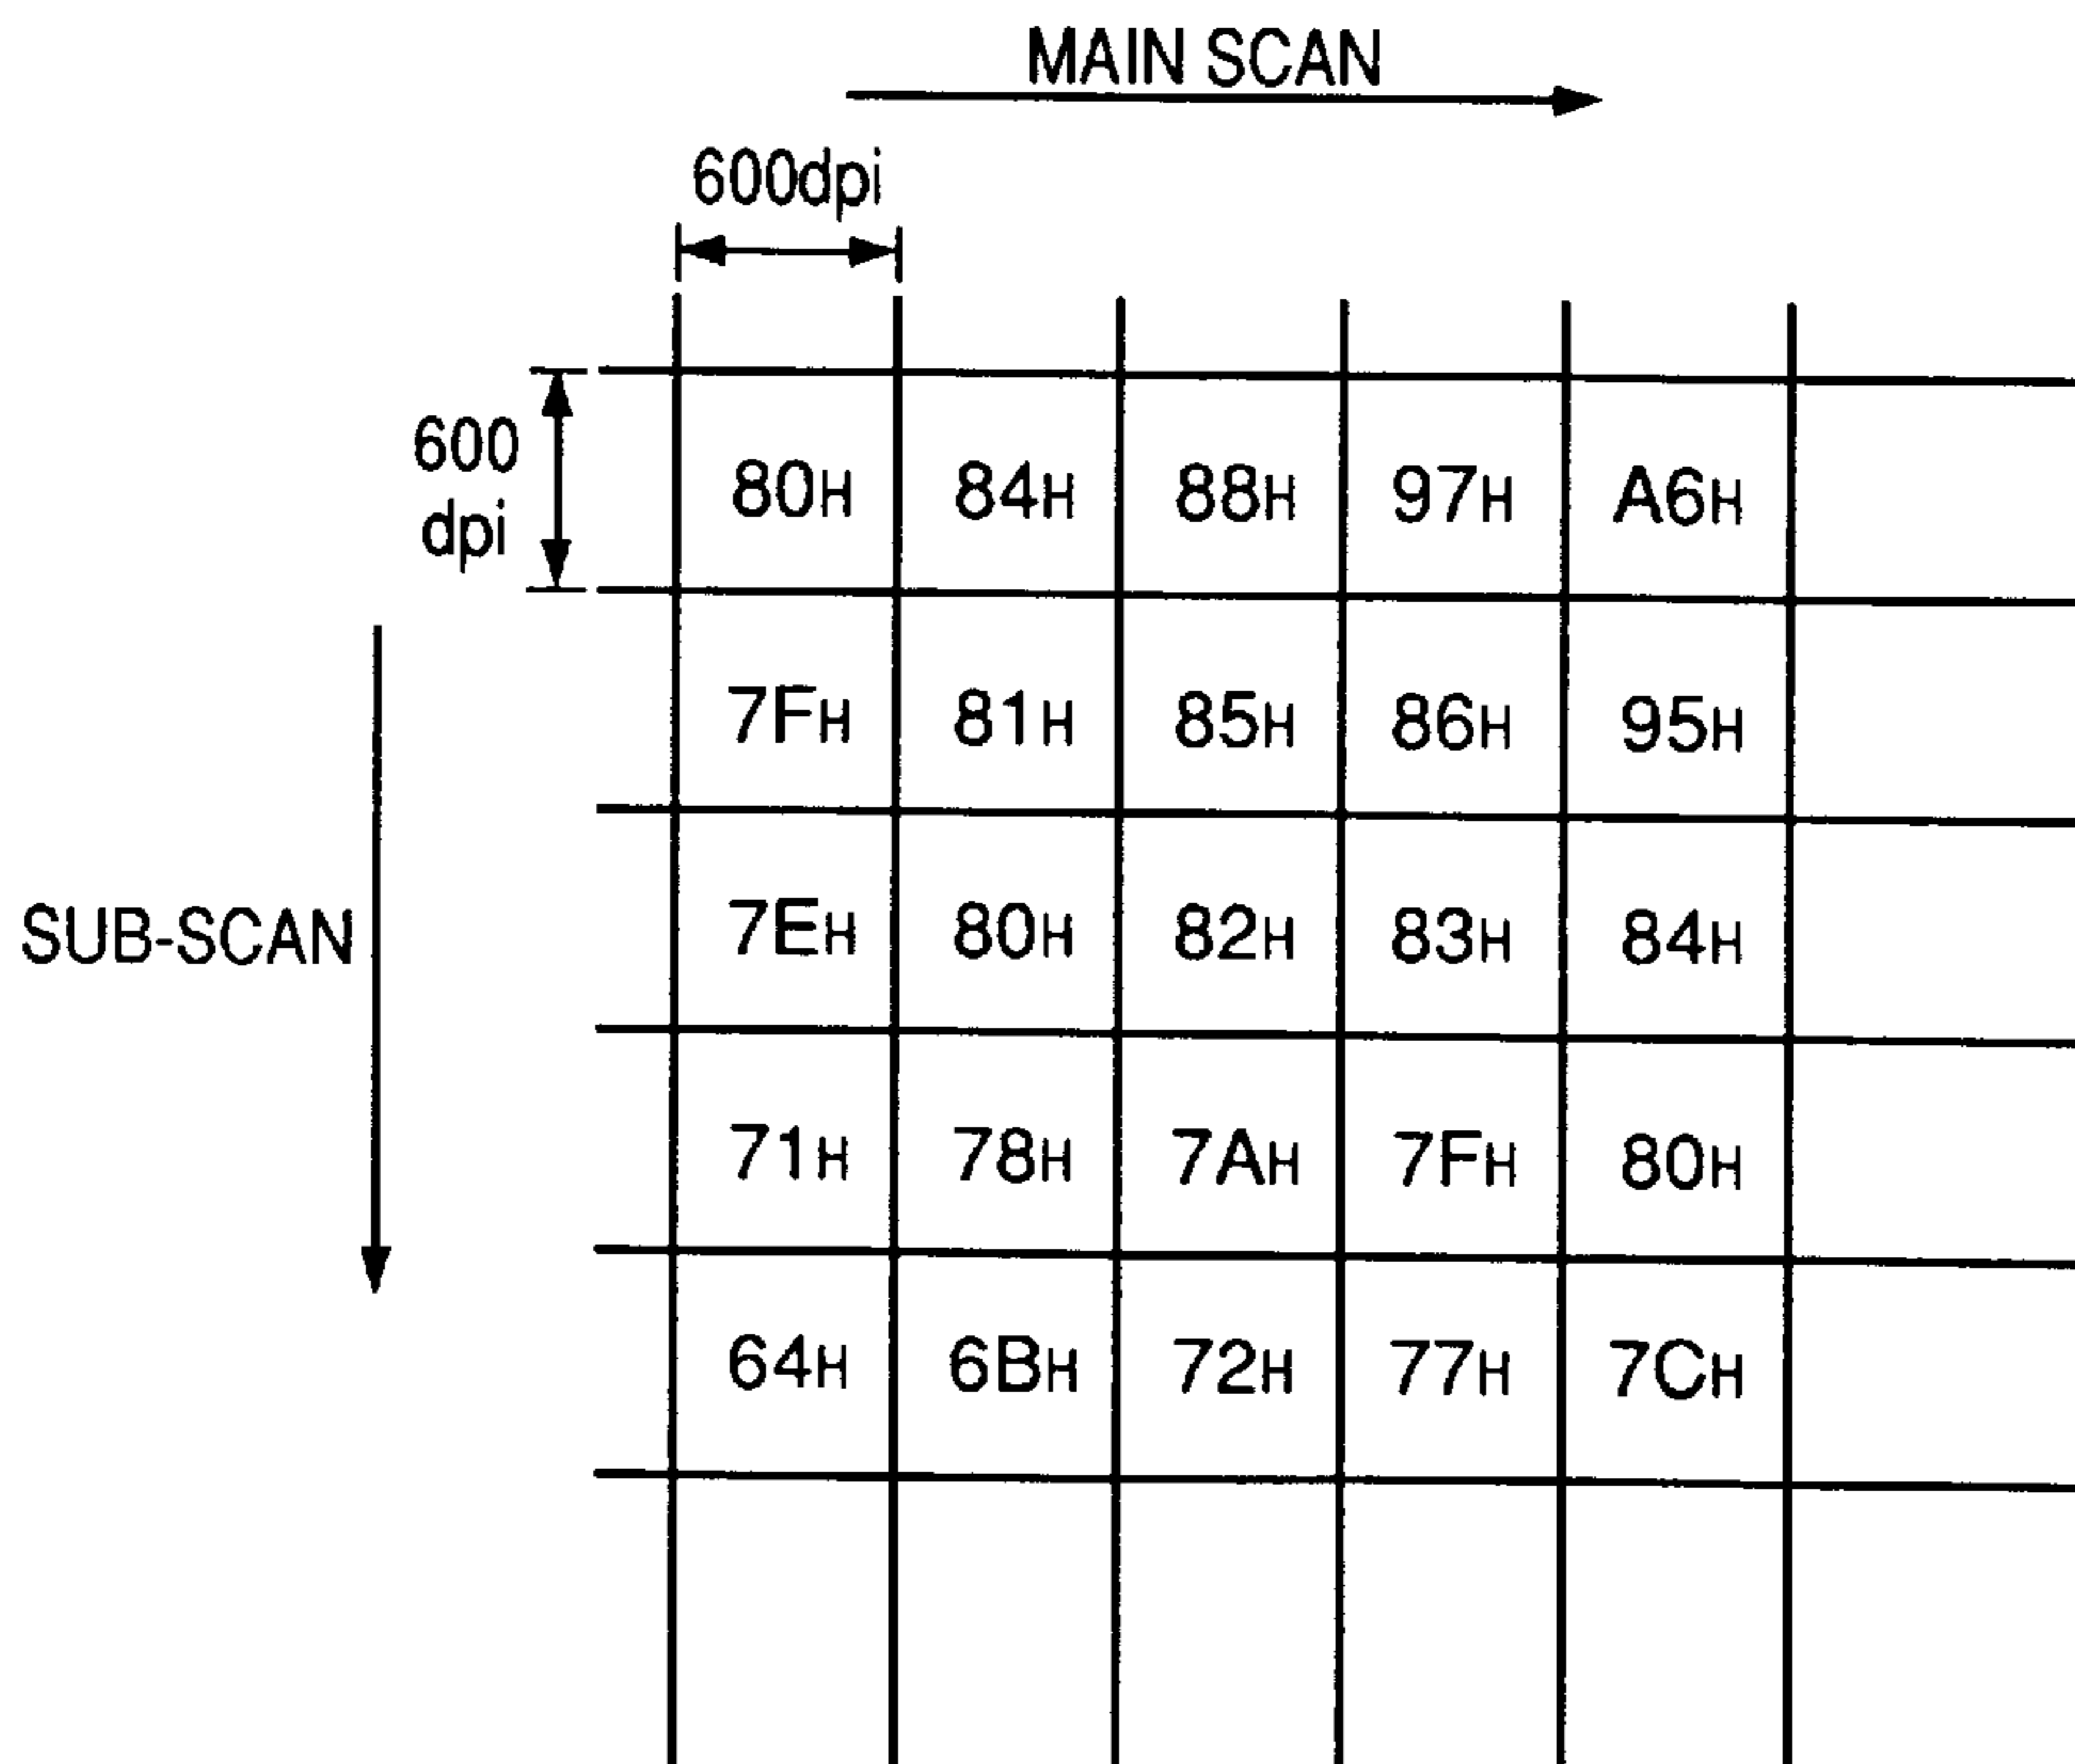 MAIN SCAN
600dpi
600
dpi
80H 84H 88H 97H A6H
7FH 81H 85H 86H 95H
SUB-SCAN
7EH 80H 82H 83H 84H
71H 78H 7AH 7FH 80H
64H 6BH 72H 77H 7CH